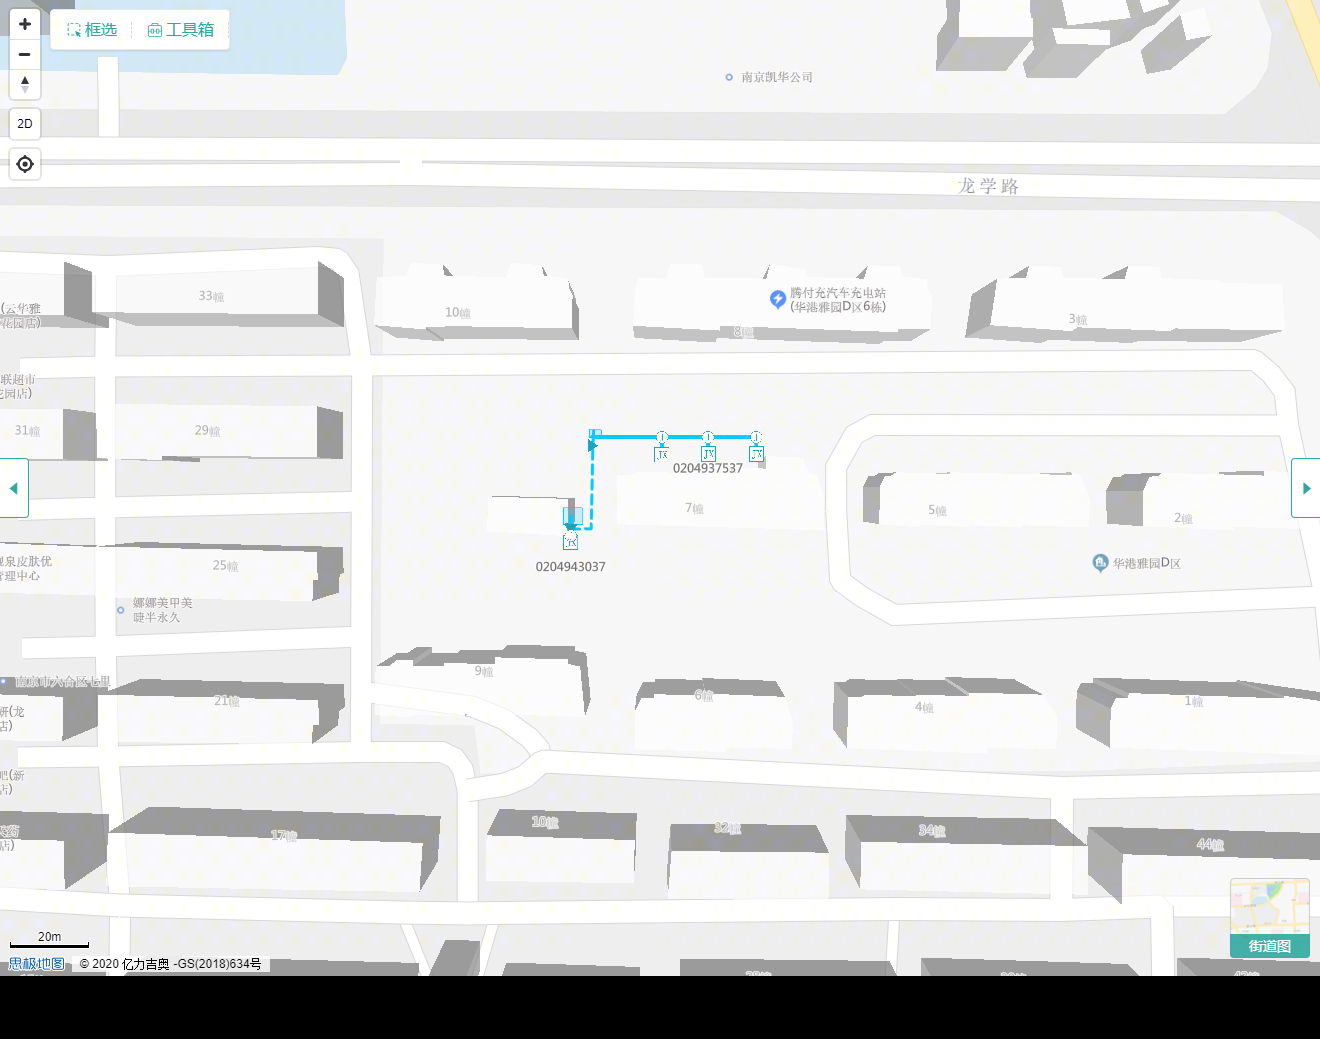 框选
工具箱
2D
南京凯华公司
龙学路
33幢
10幢
腾付充汽车充电站
(华港雅园D区6栋)
8幢
3幢
(云华雅
花园店)
联超市
花园店)
31幢
29幢
JX
JX
JX
0204937537
7幢
5幢
2幢
JX
0204943037
华港雅园D区
泉皮肤优
管理中心
25幢
娜娜美甲美
睫半永久
9幢
南京市六合区七里
21幢
6幢
4幢
1幢
研(龙
店)
吧(新
店)
17幢
10幢
32幢
34幢
44幢
店)
20m
思极地图
© 2020 亿力吉奥 -GS(2018)634号
街道图